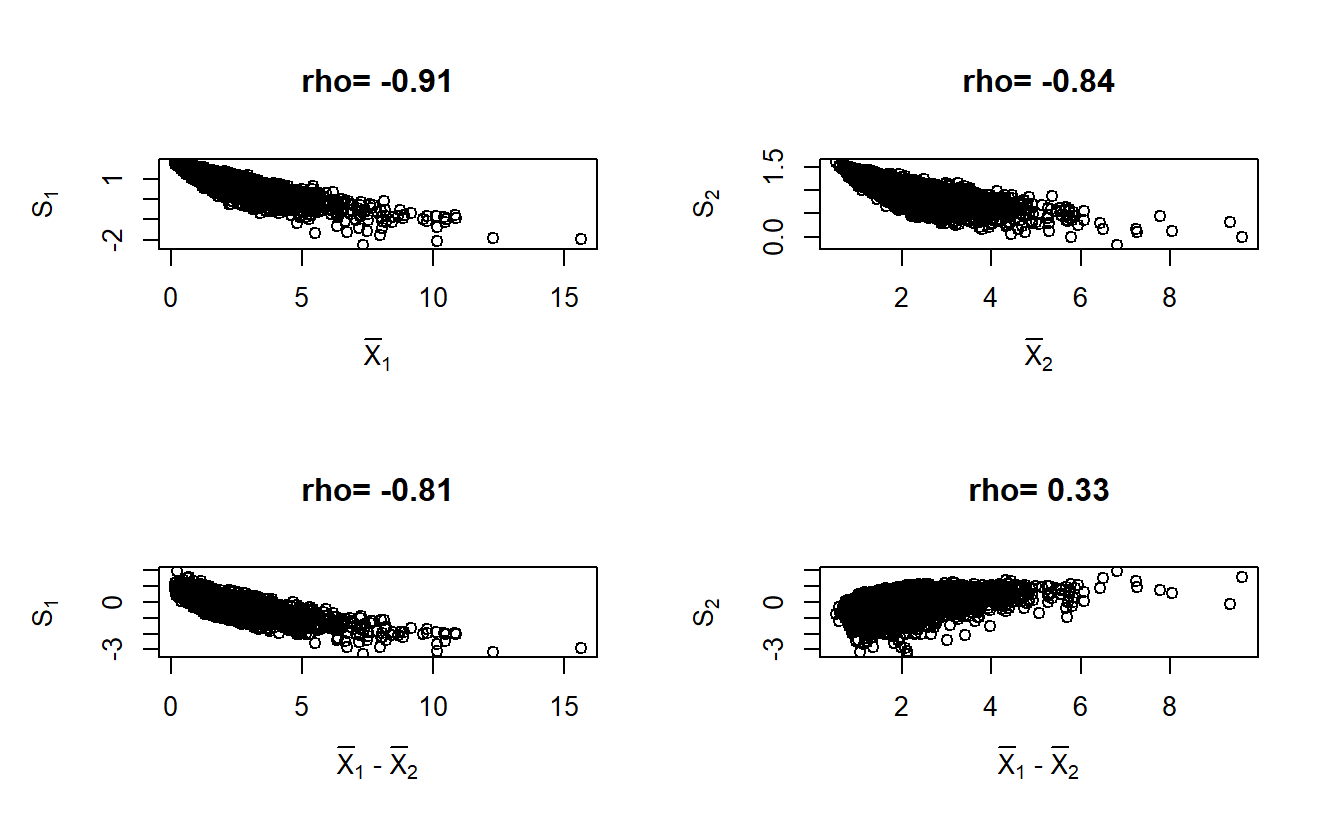 rho= -0.91
S₁
1
-2
0 5 10 15
X̅₁
rho= -0.84
S₂
1.5
0.0
2 4 6 8
X̅₂
rho= -0.81
S₁
0
-3
0 5 10 15
X̅₁ - X̅₂
rho= 0.33
S₂
0
-3
2 4 6 8
X̅₁ - X̅₂